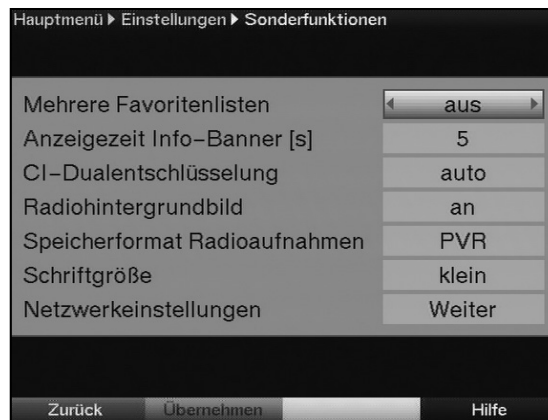 Hauptmenü ▶ Einstellungen ▶ Sonderfunktionen
Mehrere Favoritenlisten aus
Anzeigezeit Info-Banner [s] 5
CI-Dualentschlüsselung auto
Radiohintergrundbild an
Speicherformat Radioaufnahmen PVR
Schriftgröße klein
Netzwerkeinstellungen Weiter
Zurück Übernehmen Hilfe